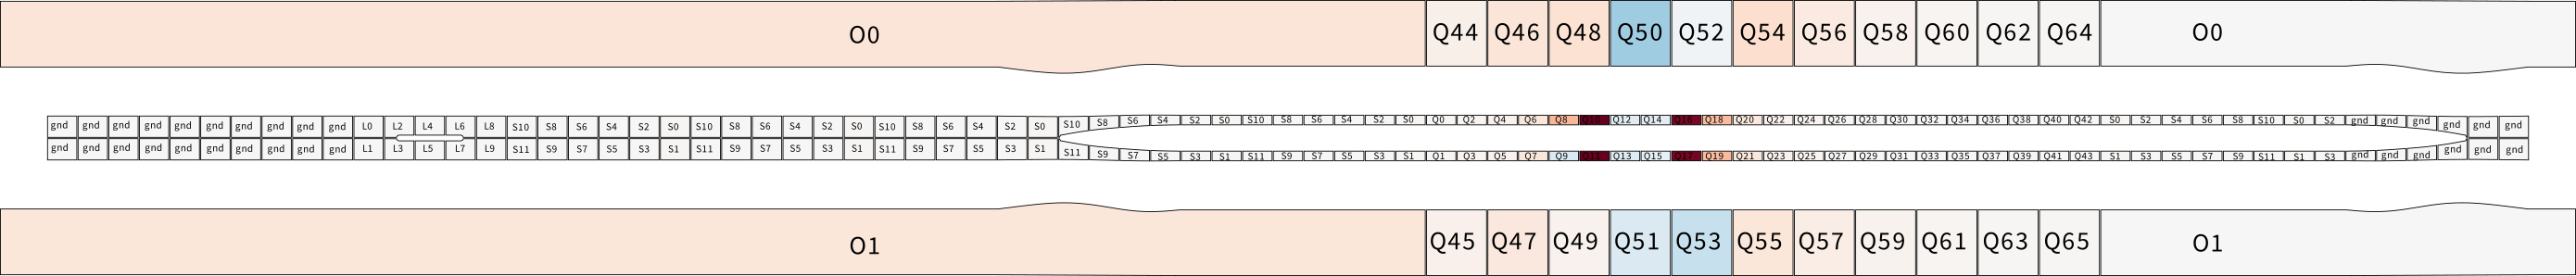 O0 Q44 Q46 Q48 Q50 Q52 Q54 Q56 Q58 Q60 Q62 Q64 O0
gnd gnd gnd gnd gnd gnd gnd gnd gnd gnd L0 L2 L4 L6 L8 S10 S8 S6 S4 S2 S0 S10 S8 S6 S4 S2 S0 S10 S8 S6 S4 S2 S0 S10 S8 S6 S4 S2 S0 S10 S8 S6 S4 S2 S0 Q0 Q2 Q4 Q6 Q8 Q10 Q12 Q14 Q16 Q18 Q20 Q22 Q24 Q26 Q28 Q30 Q32 Q34 Q36 Q38 Q40 Q42 S0 S2 S4 S6 S8 S10 S0 S2 gnd gnd gnd gnd gnd gnd
gnd gnd gnd gnd gnd gnd gnd gnd gnd gnd L1 L3 L5 L7 L9 S11 S9 S7 S5 S3 S1 S11 S9 S7 S5 S3 S1 S11 S9 S7 S5 S3 S1 S11 S9 S7 S5 S3 S1 S11 S9 S7 S5 S3 S1 Q1 Q3 Q5 Q7 Q9 Q11 Q13 Q15 Q17 Q19 Q21 Q23 Q25 Q27 Q29 Q31 Q33 Q35 Q37 Q39 Q41 Q43 S1 S3 S5 S7 S9 S11 S1 S3 gnd gnd gnd gnd gnd gnd
O1 Q45 Q47 Q49 Q51 Q53 Q55 Q57 Q59 Q61 Q63 Q65 O1